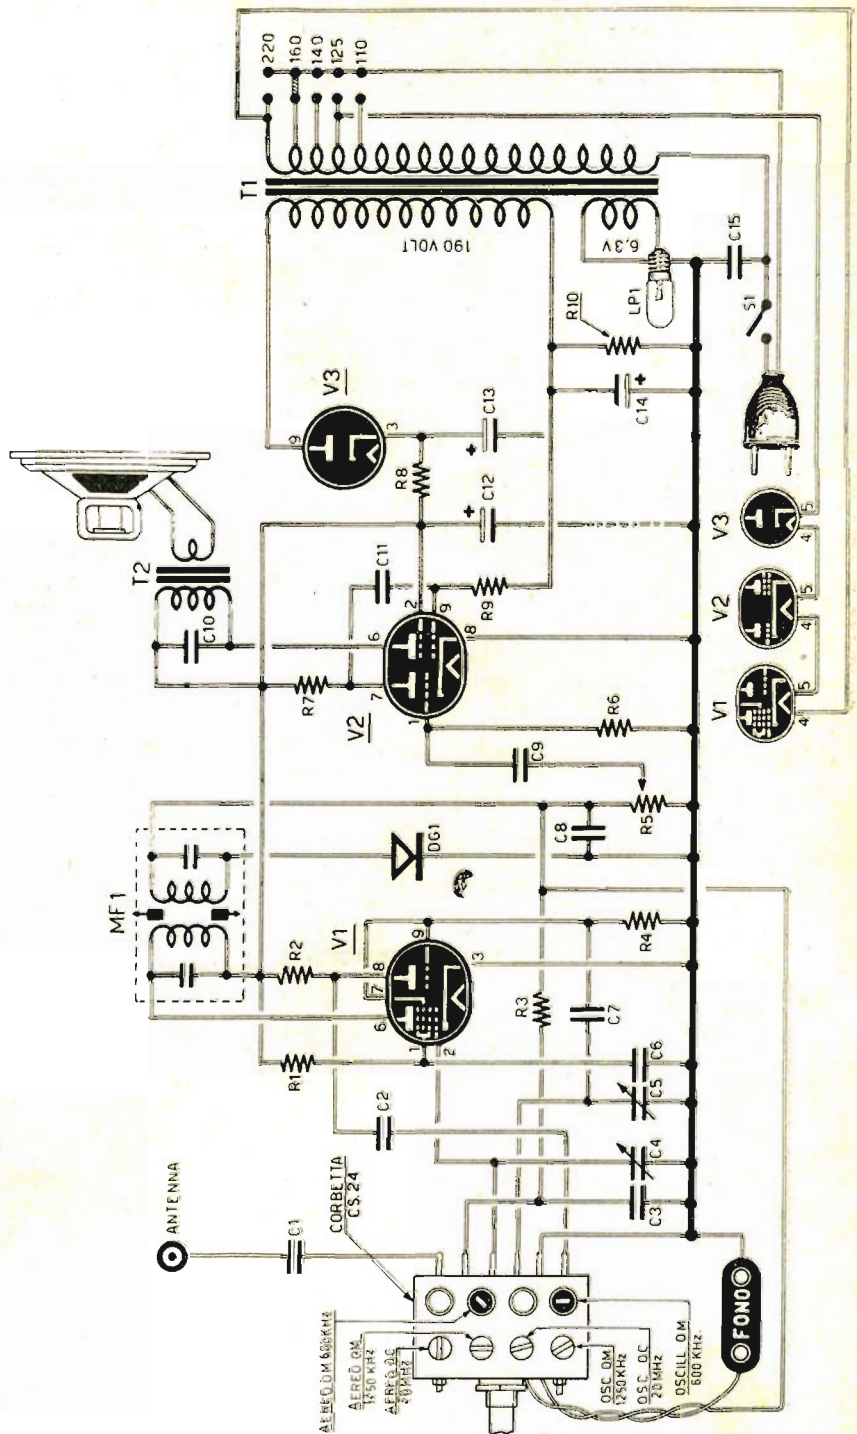 220
160
140
125
110
T1
190 VOLT
6,3V
LP1
C15
S1
R10
C14
+
V3
9
3
R8
C13
+
C12
+
T2
C10
C11
R7
6
7
2
9
R9
8
1
V2
R6
C9
R5
C8
DG1
MF1
R2
R1
V1
6
7
8
9
1
2
3
R4
R3
C7
C6
C5
C4
C3
C2
ANTENNA
C1
CORBETTA
CS.24
AEREO OM 600KHz
AEREO OM
1250 KHz
AEREO OC
20MHz
OSC OM
1250KHz
OSC OC
20MHz
OSCILL OM
600 KHz
FONO
V1
4
5
V2
4
5
V3
4
5